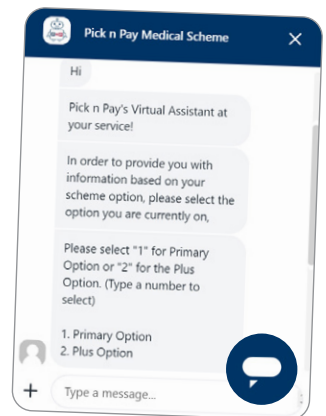 Pick n Pay Medical Scheme
Hi
Pick n Pay's Virtual Assistant at
your service!
In order to provide you with
information based on your
scheme option, please select the
option you are currently on,
Please select "1" for Primary
Option or "2" for the Plus
Option. (Type a number to
select)
1. Primary Option
2. Plus Option
Type a message...